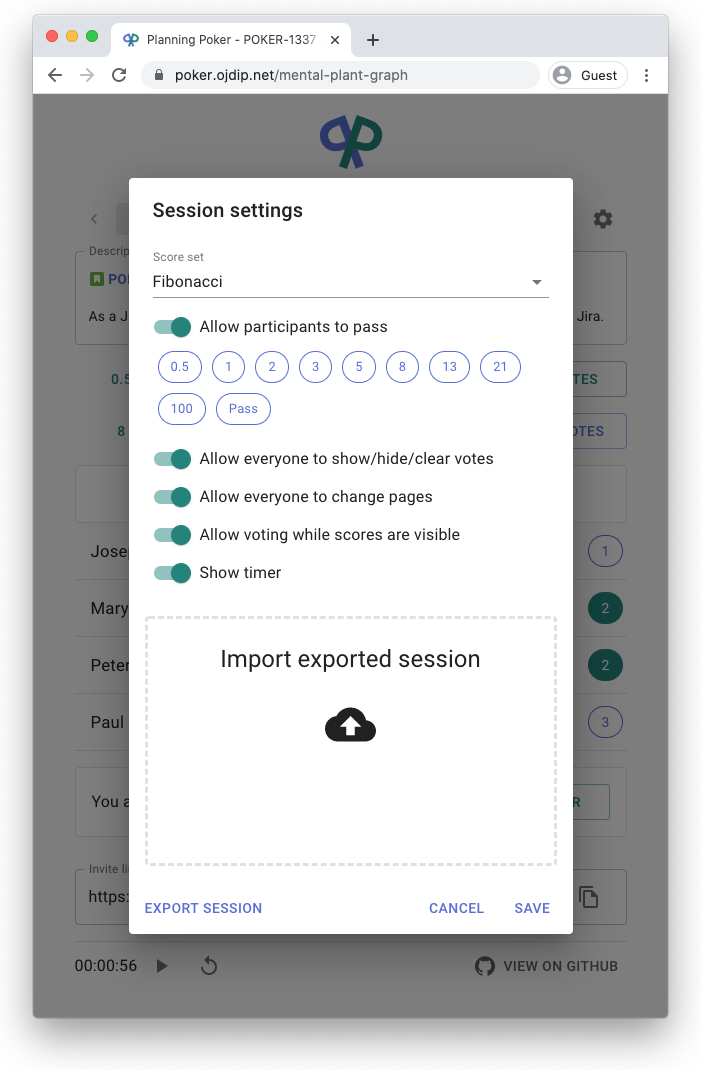 Planning Poker - POKER-1337
poker.ojdip.net/mental-plant-graph
Guest
Session settings
Descrip
Score set
Fibonacci
PO
As a J
Jira.
Allow participants to pass
0.5 1 2 3 5 8 13 21
100 Pass
0.5
TES
8
OTES
Allow everyone to show/hide/clear votes
Allow everyone to change pages
Allow voting while scores are visible
Show timer
Jose
1
Mary
2
Peter
2
Paul
3
Import exported session
You a
R
Invite li
https:
EXPORT SESSION CANCEL SAVE
00:00:56
VIEW ON GITHUB